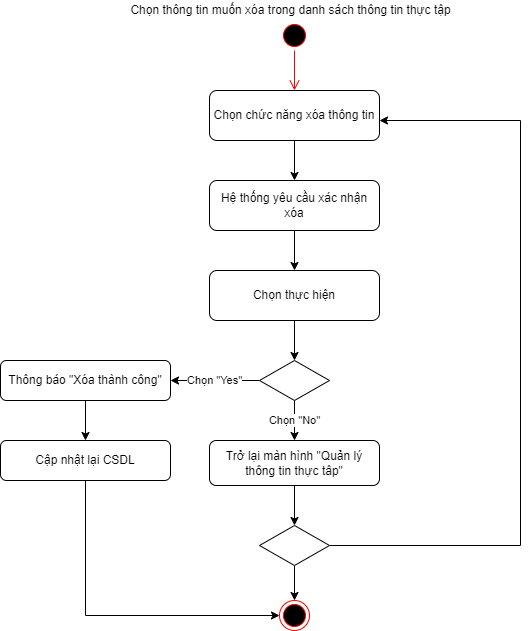 Chọn thông tin muốn xóa trong danh sách thông tin thực tập
Chọn chức năng xóa thông tin
Hệ thống yêu cầu xác nhận
xóa
Chọn thực hiện
Thông báo "Xóa thành công"
Chọn "Yes"
Chọn "No"
Cập nhật lại CSDL
Trở lại màn hình "Quản lý
thông tin thực tâp"